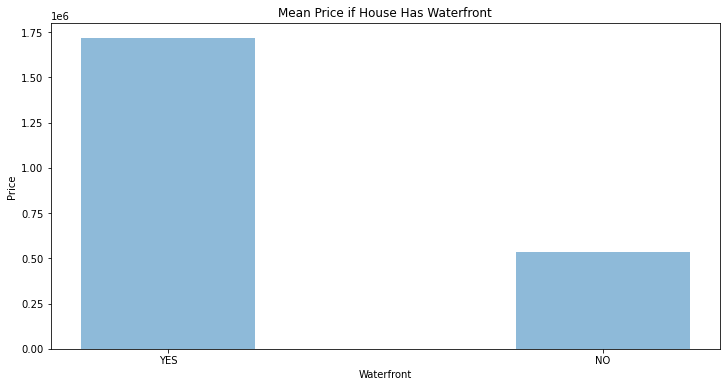 Mean Price if House Has Waterfront
1e6
1.75
1.50
1.25
1.00
0.75
0.50
0.25
0.00
Price
YES
NO
Waterfront